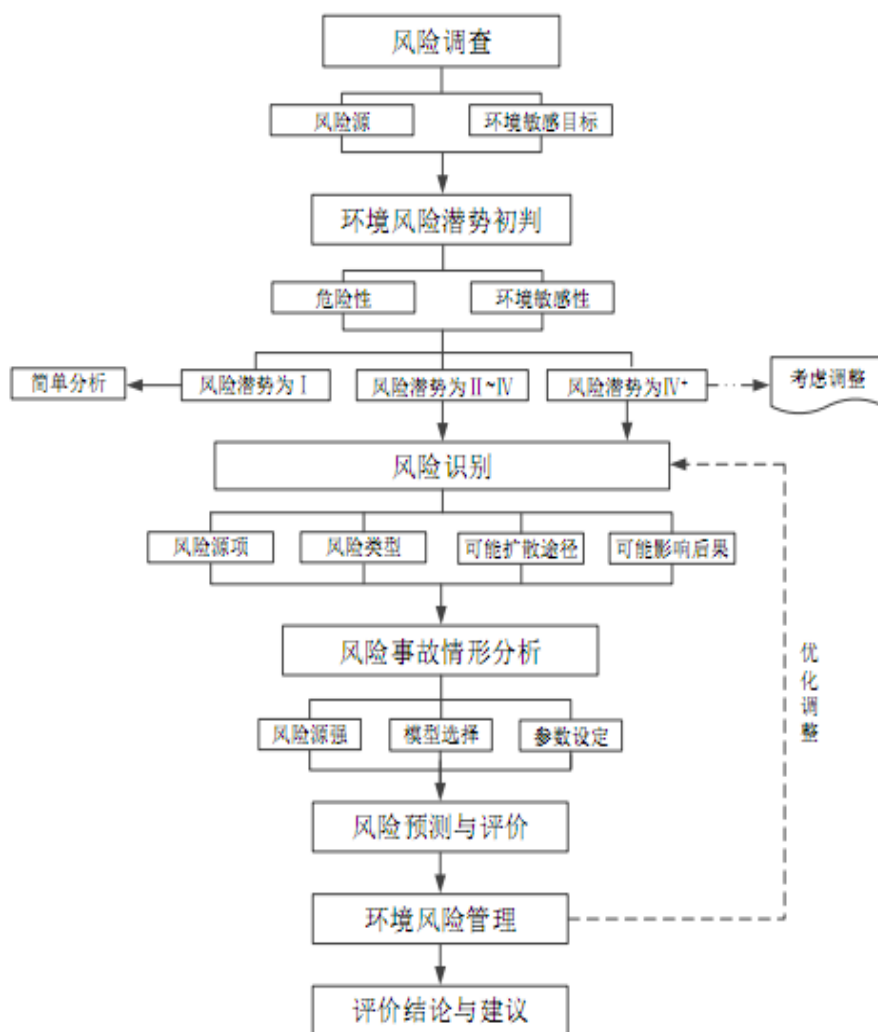 风险调查
风险源
环境敏感目标
环境风险潜势初判
危险性
环境敏感性
简单分析
风险潜势为Ⅰ
风险潜势为Ⅱ~Ⅳ
风险潜势为Ⅳ+
考虑调整
风险识别
风险源项
风险类型
可能扩散途径
可能影响后果
风险事故情形分析
优化调整
风险源强
模型选择
参数设定
风险预测与评价
环境风险管理
评价结论与建议